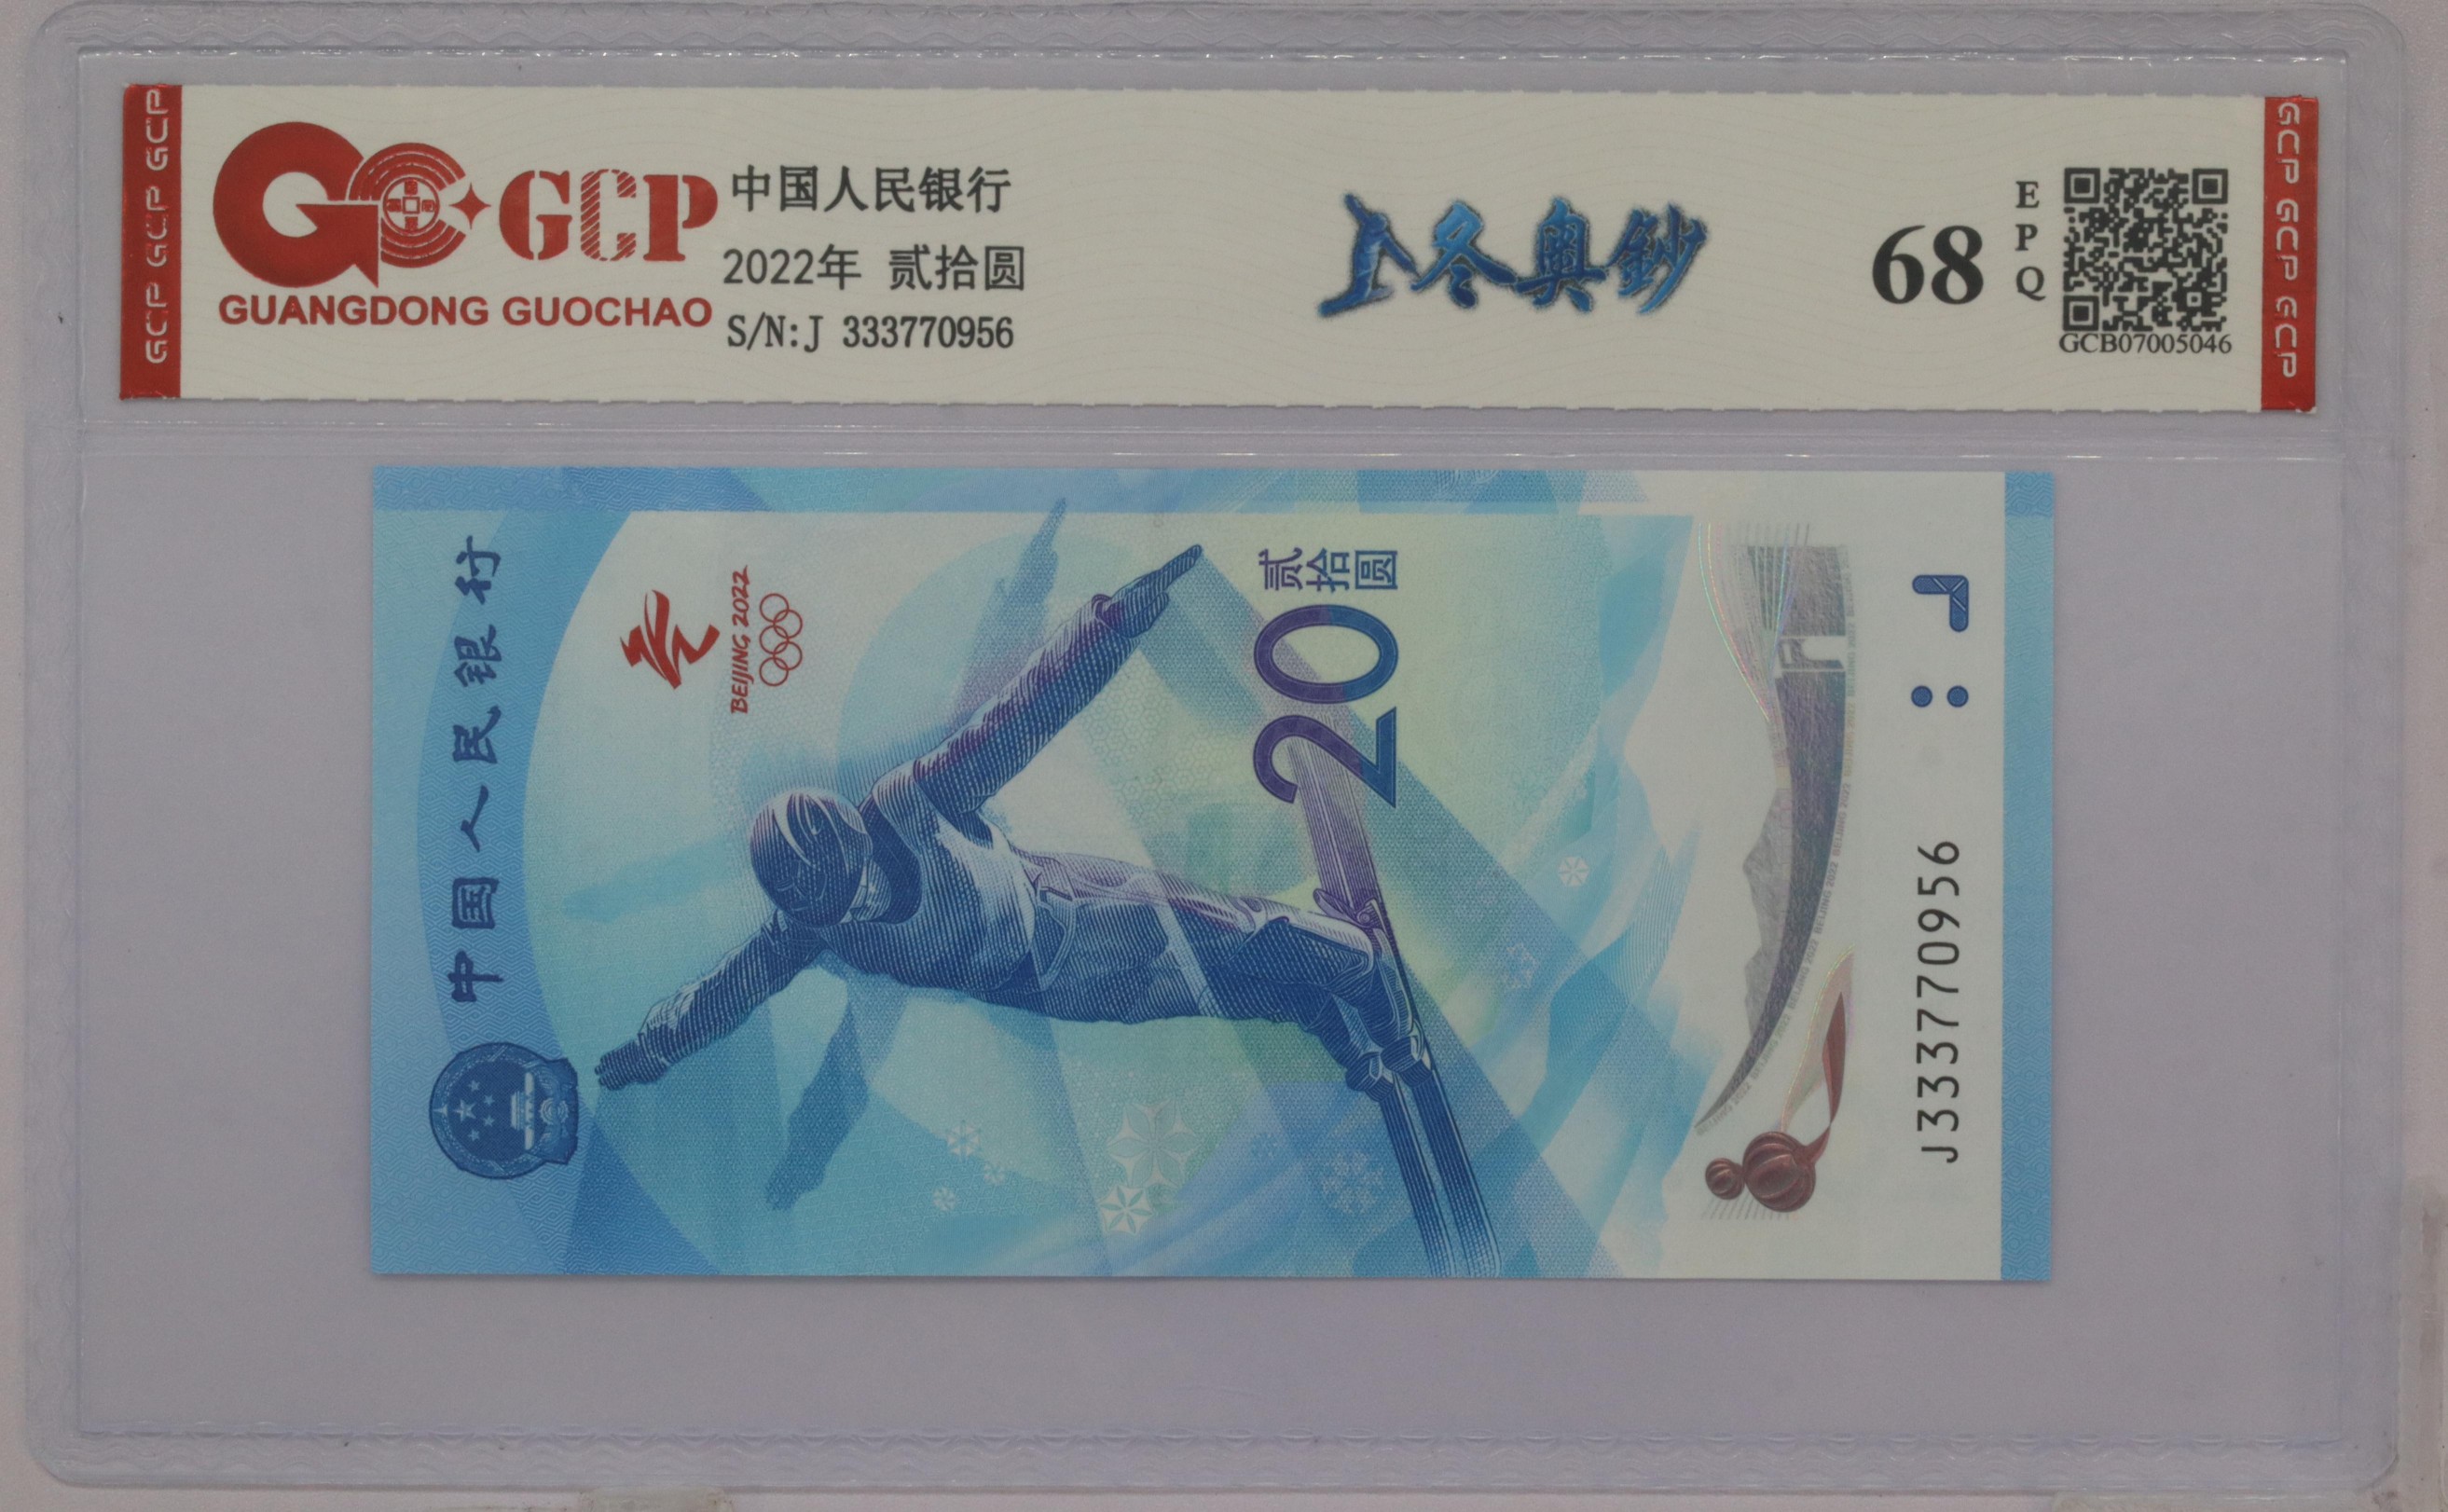 GCP GCP GCP
GCP
GUANGDONG GUOCHAO
中国人民银行
2022年 贰拾圆
S/N:J 333770956
冬奥鈔
68
EPQ
GCB07005046
GCP GCP GCP
中国人民银行
BEIJING 2022
贰拾圆
20
J333770956